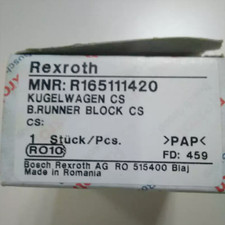 Rexroth
MNR: R165111420
KUGELWAGEN CS
B.RUNNER BLOCK CS
CS:
1 Stück/Pcs. >PAP<
RO10 FD: 459
Bosch Rexroth AG RO 515400 Blaj
Made in Romania